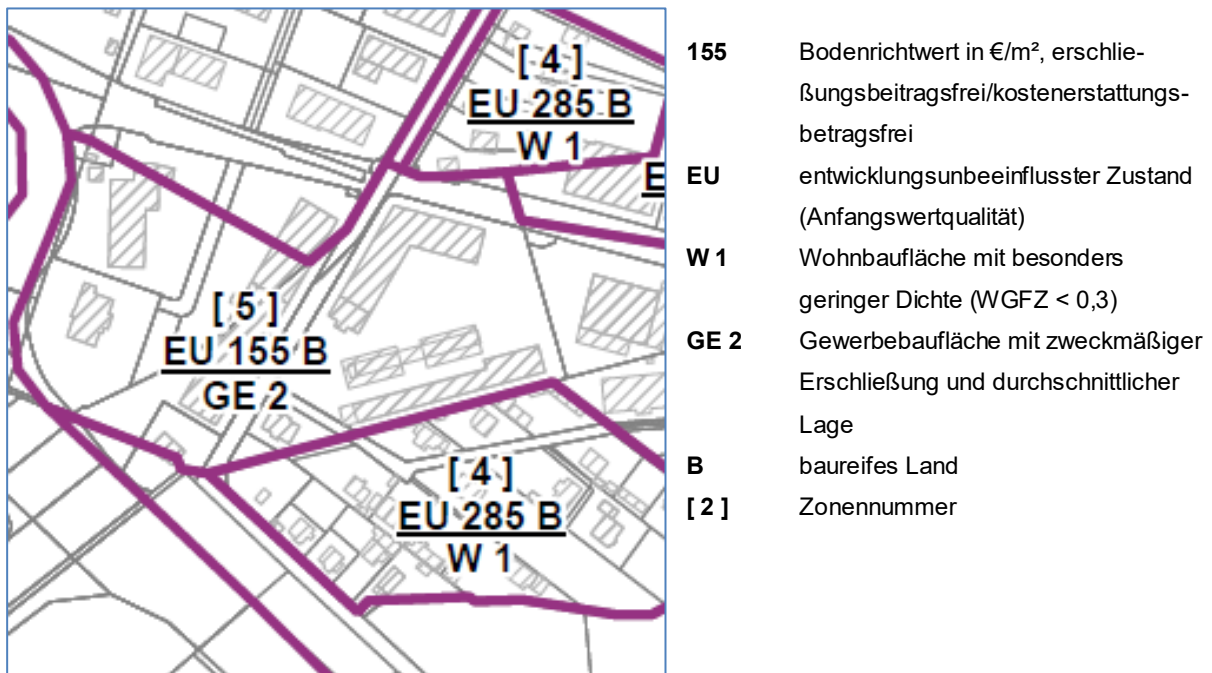 [ 4 ]
EU 285 B
W 1
E
[ 5 ]
EU 155 B
GE 2
[ 4 ]
EU 285 B
W 1
155 Bodenrichtwert in €/m², erschlie-
ßungsbeitragsfrei/kostenerstattungs-
betragsfrei
EU entwicklungsunbeeinflusster Zustand
(Anfangswertqualität)
W 1 Wohnbaufläche mit besonders
geringer Dichte (WGFZ < 0,3)
GE 2 Gewerbebaufläche mit zweckmäßiger
Erschließung und durchschnittlicher
Lage
B baureifes Land
[ 2 ] Zonennummer